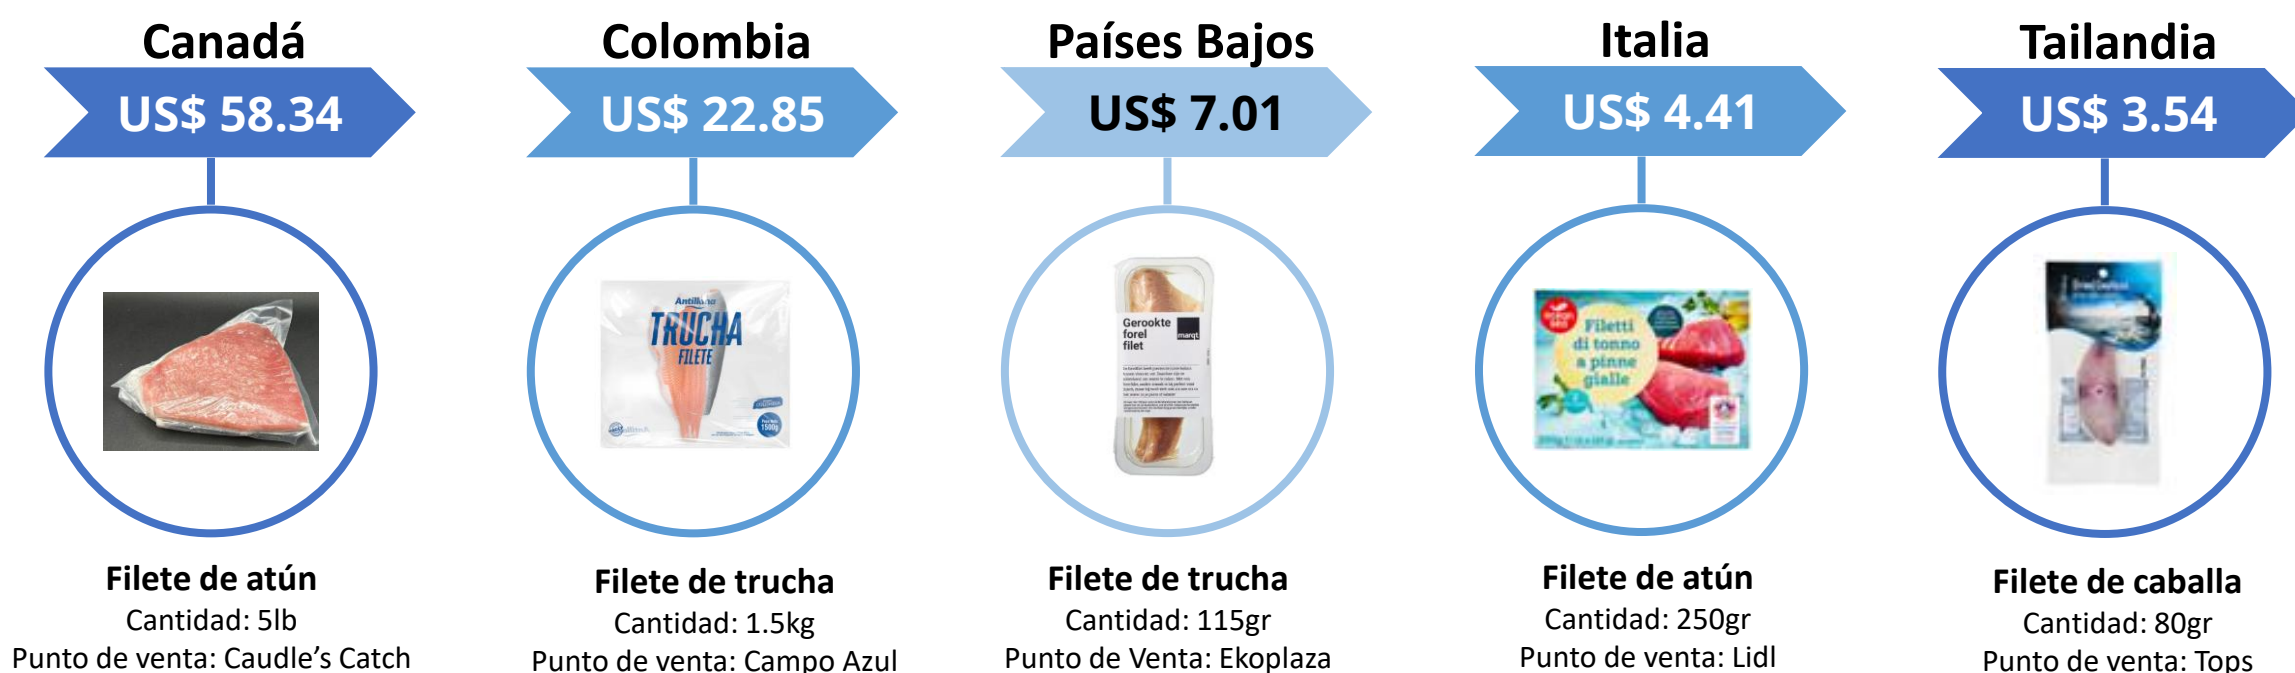 Canadá
US$ 58.34
Filete de atún
Cantidad: 5lb
Punto de venta: Caudle's Catch
Colombia
US$ 22.85
Antillana
TRUCHA
FILETE
1500g
Filete de trucha
Cantidad: 1.5kg
Punto de venta: Campo Azul
Países Bajos
US$ 7.01
Gerookte
forel
filet
marqt
Filete de trucha
Cantidad: 115gr
Punto de Venta: Ekoplaza
Italia
US$ 4.41
Filetti
di tonno
a pinne
gialle
Filete de atún
Cantidad: 250gr
Punto de venta: Lidl
Tailandia
US$ 3.54
Filete de caballa
Cantidad: 80gr
Punto de venta: Tops